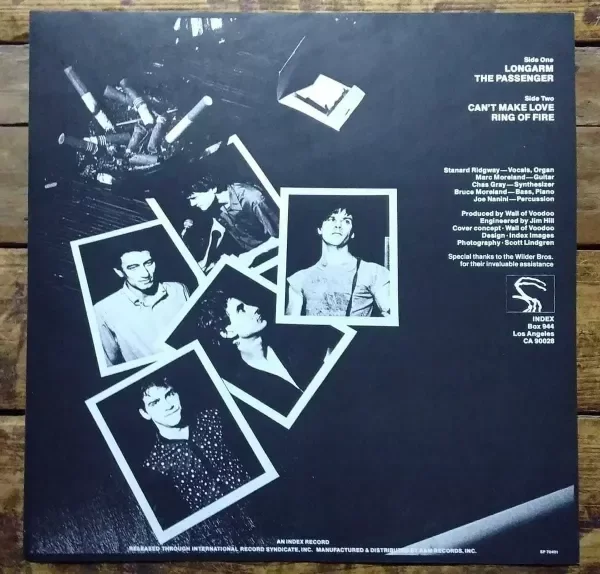 Side One
LONGARM
THE PASSENGER
Side Two
CAN'T MAKE LOVE
RING OF FIRE
Stanard Ridgway—Vocals, Organ
Marc Moreland—Guitar
Chas Gray—Synthesizer
Bruce Moreland—Bass, Piano
Joe Nanini—Percussion
Produced by Wall of Voodoo
Engineered by Jim Hill
Cover concept · Wall of Voodoo
Design · Index Images
Photography · Scott Lindgren
Special thanks to the Wilder Bros.
for their invaluable assistance
INDEX
Box 944
Los Angeles
CA 90028
AN INDEX RECORD
RELEASED THROUGH INTERNATIONAL RECORD SYNDICATE, INC. MANUFACTURED & DISTRIBUTED BY A&M RECORDS, INC.
SP 70401